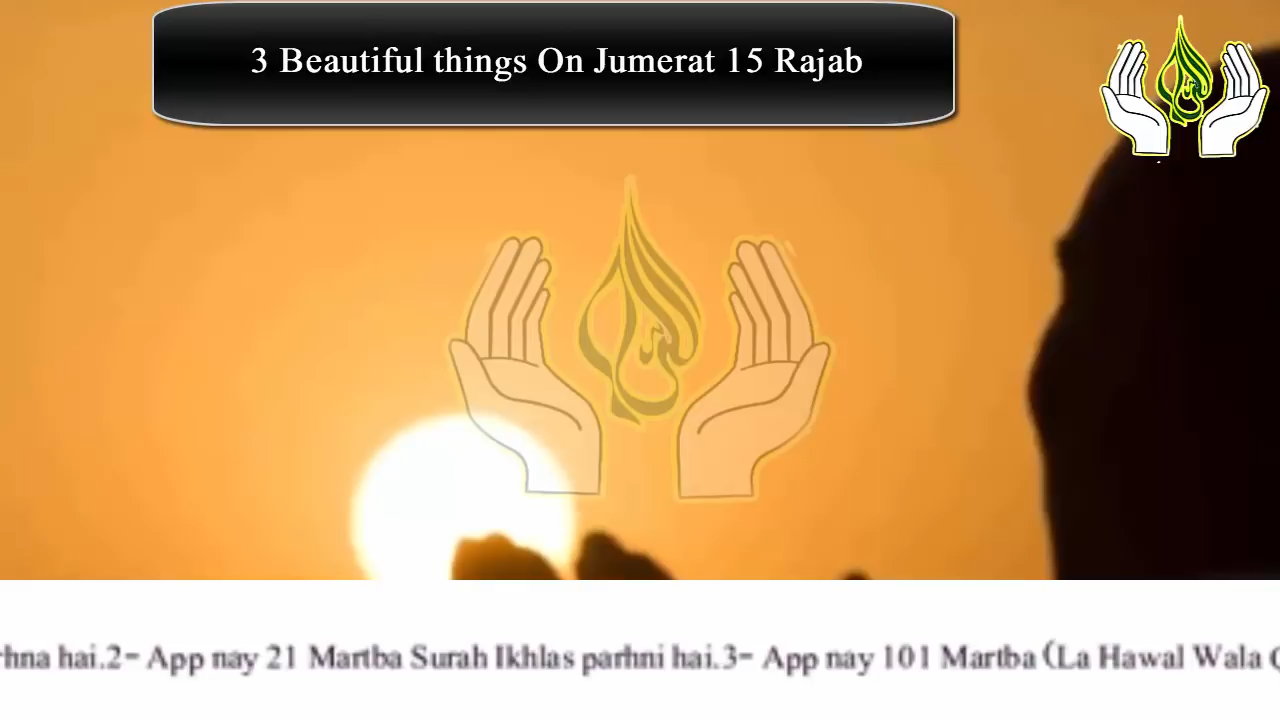 3 Beautiful things On Jumerat 15 Rajab
hna hai.2- App nay 21 Martba Surah Ikhlas parhni hai.3- App nay 101 Martba (La Hawal Wala